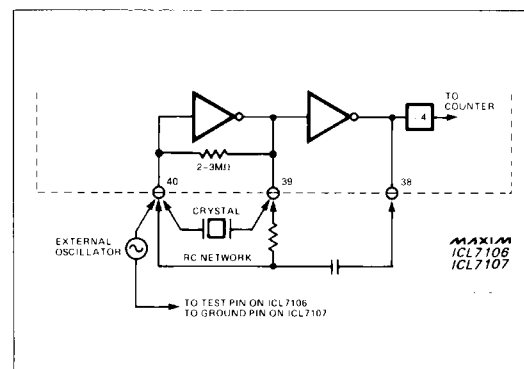 TO
COUNTER
4
2-3MΩ
40
39
38
CRYSTAL
EXTERNAL
OSCILLATOR
RC NETWORK
MAXIM
ICL7106
ICL7107
TO TEST PIN ON ICL7106
TO GROUND PIN ON ICL7107